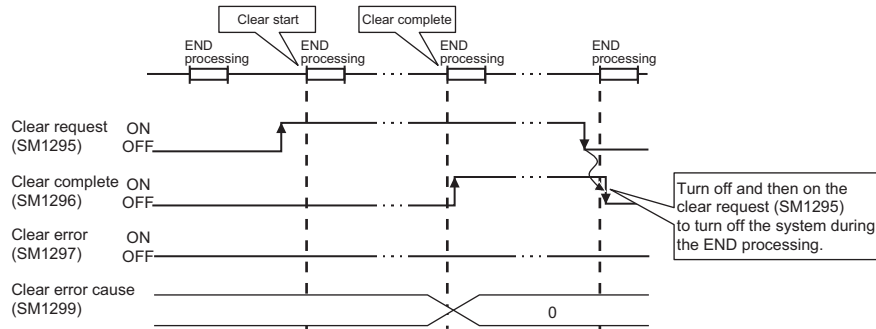 Clear start
Clear complete
END
processing
END
processing
END
processing
END
processing
Clear request
(SM1295)
ON
OFF
Clear complete
(SM1296)
ON
OFF
Turn off and then on the
clear request (SM1295)
to turn off the system during
the END processing.
Clear error
(SM1297)
ON
OFF
Clear error cause
(SM1299)
0